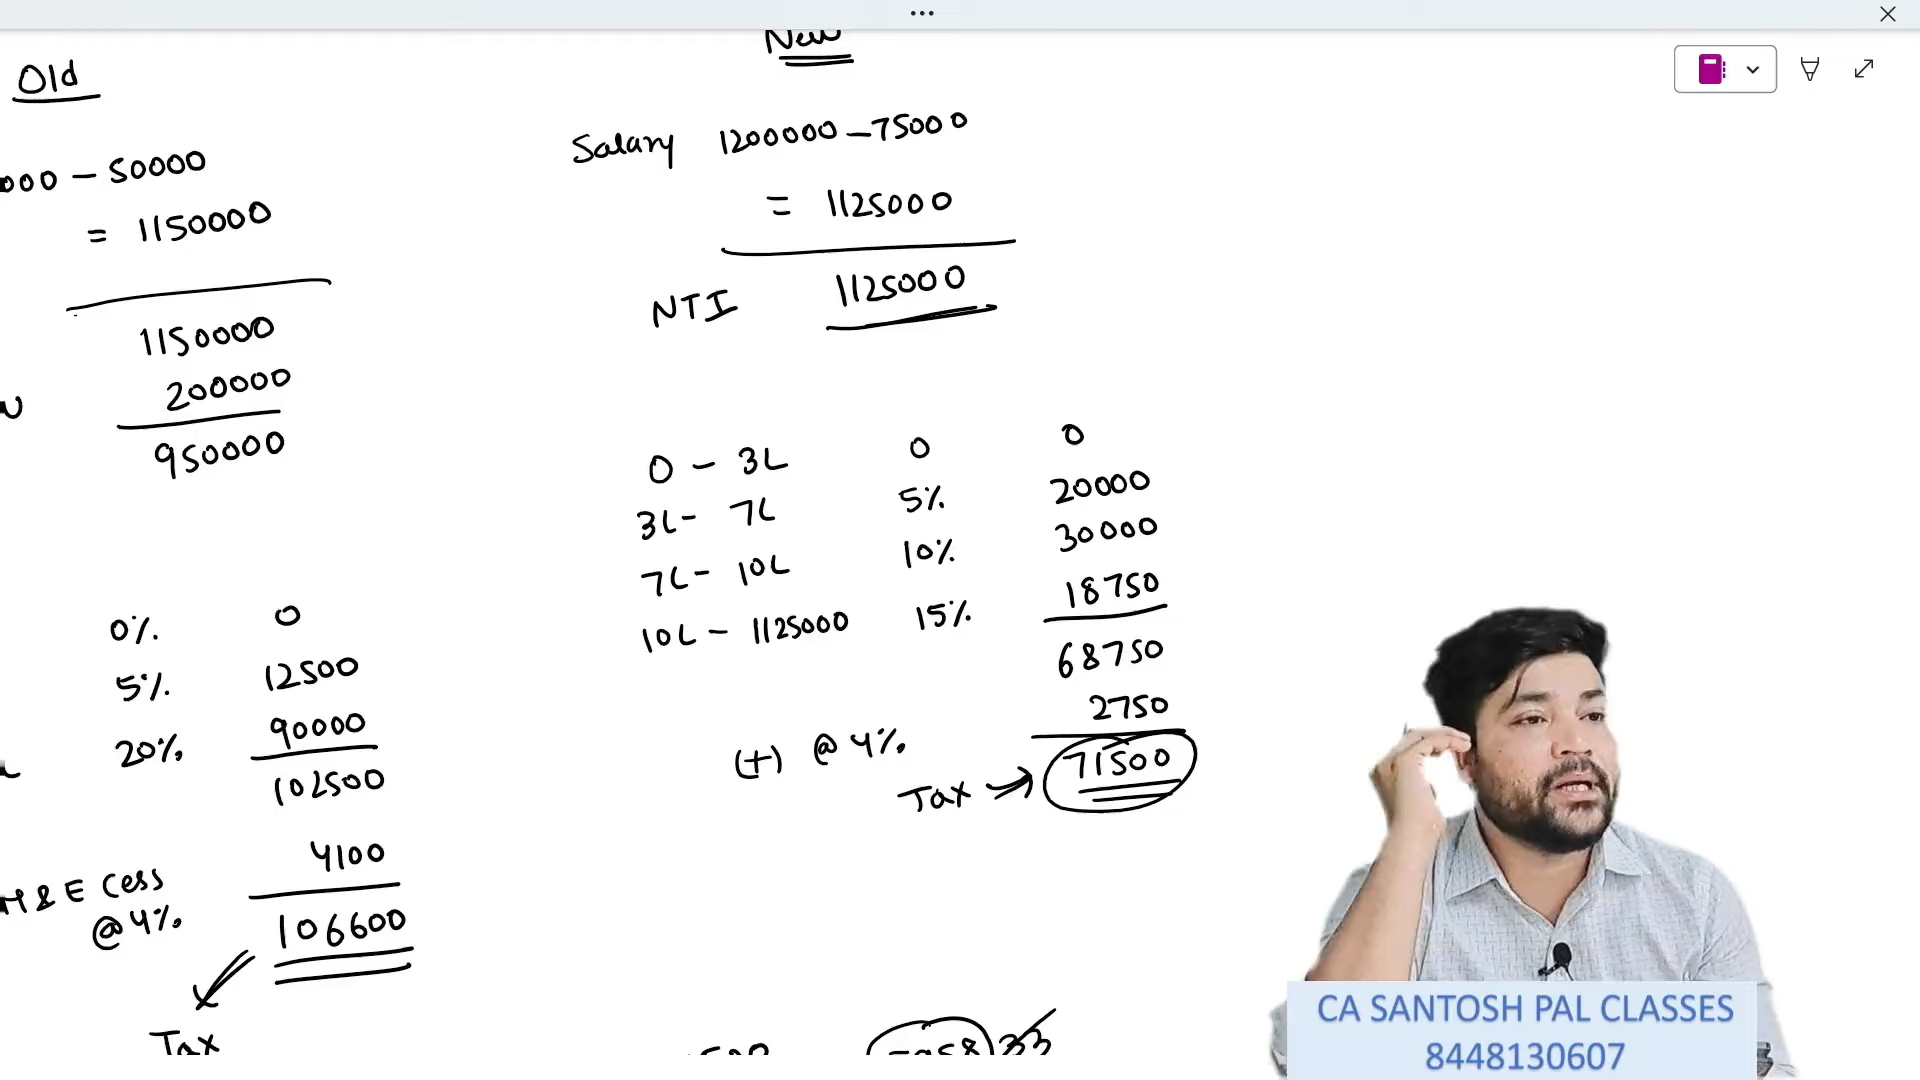 Old
000 - 50000
= 1150000
1150000
200000
950000
0% 0
5% 12500
20% 90000
102500
4100
H & E Cess
@ 4%
106600
Tax
New
Salary 1200000 - 75000
= 1125000
NTI 1125000
0 - 3L 0 0
3L - 7L 5% 20000
7L - 10L 10% 30000
10L - 1125000 15% 18750
68750
2750
(+) @ 4%
Tax → 71500
CA SANTOSH PAL CLASSES
8448130607